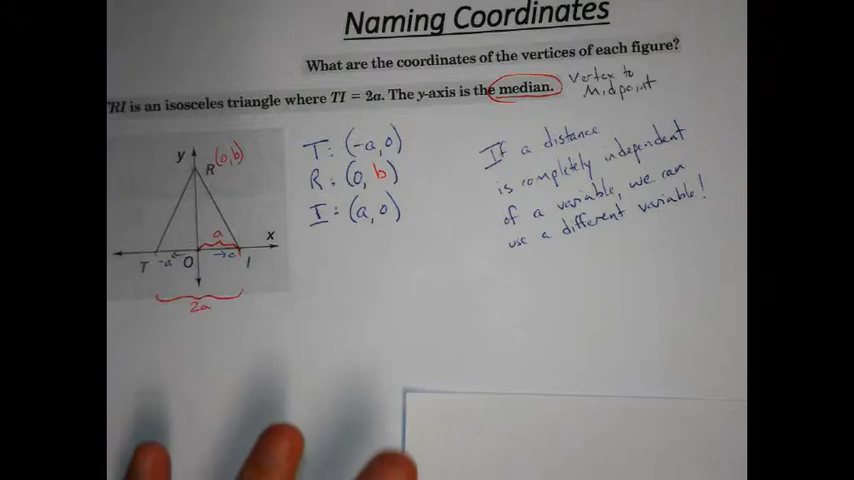 Naming Coordinates
What are the coordinates of the vertices of each figure?
RI is an isosceles triangle where TI = 2a. The y-axis is the median.
Vertex to
Midpoint
y
R (0,b)
a
x
T -a O →a I
2a
T: (-a,0)
R: (0, b)
I: (a,0)
If a distance
is completely independent
of a variable, we can
use a different variable!